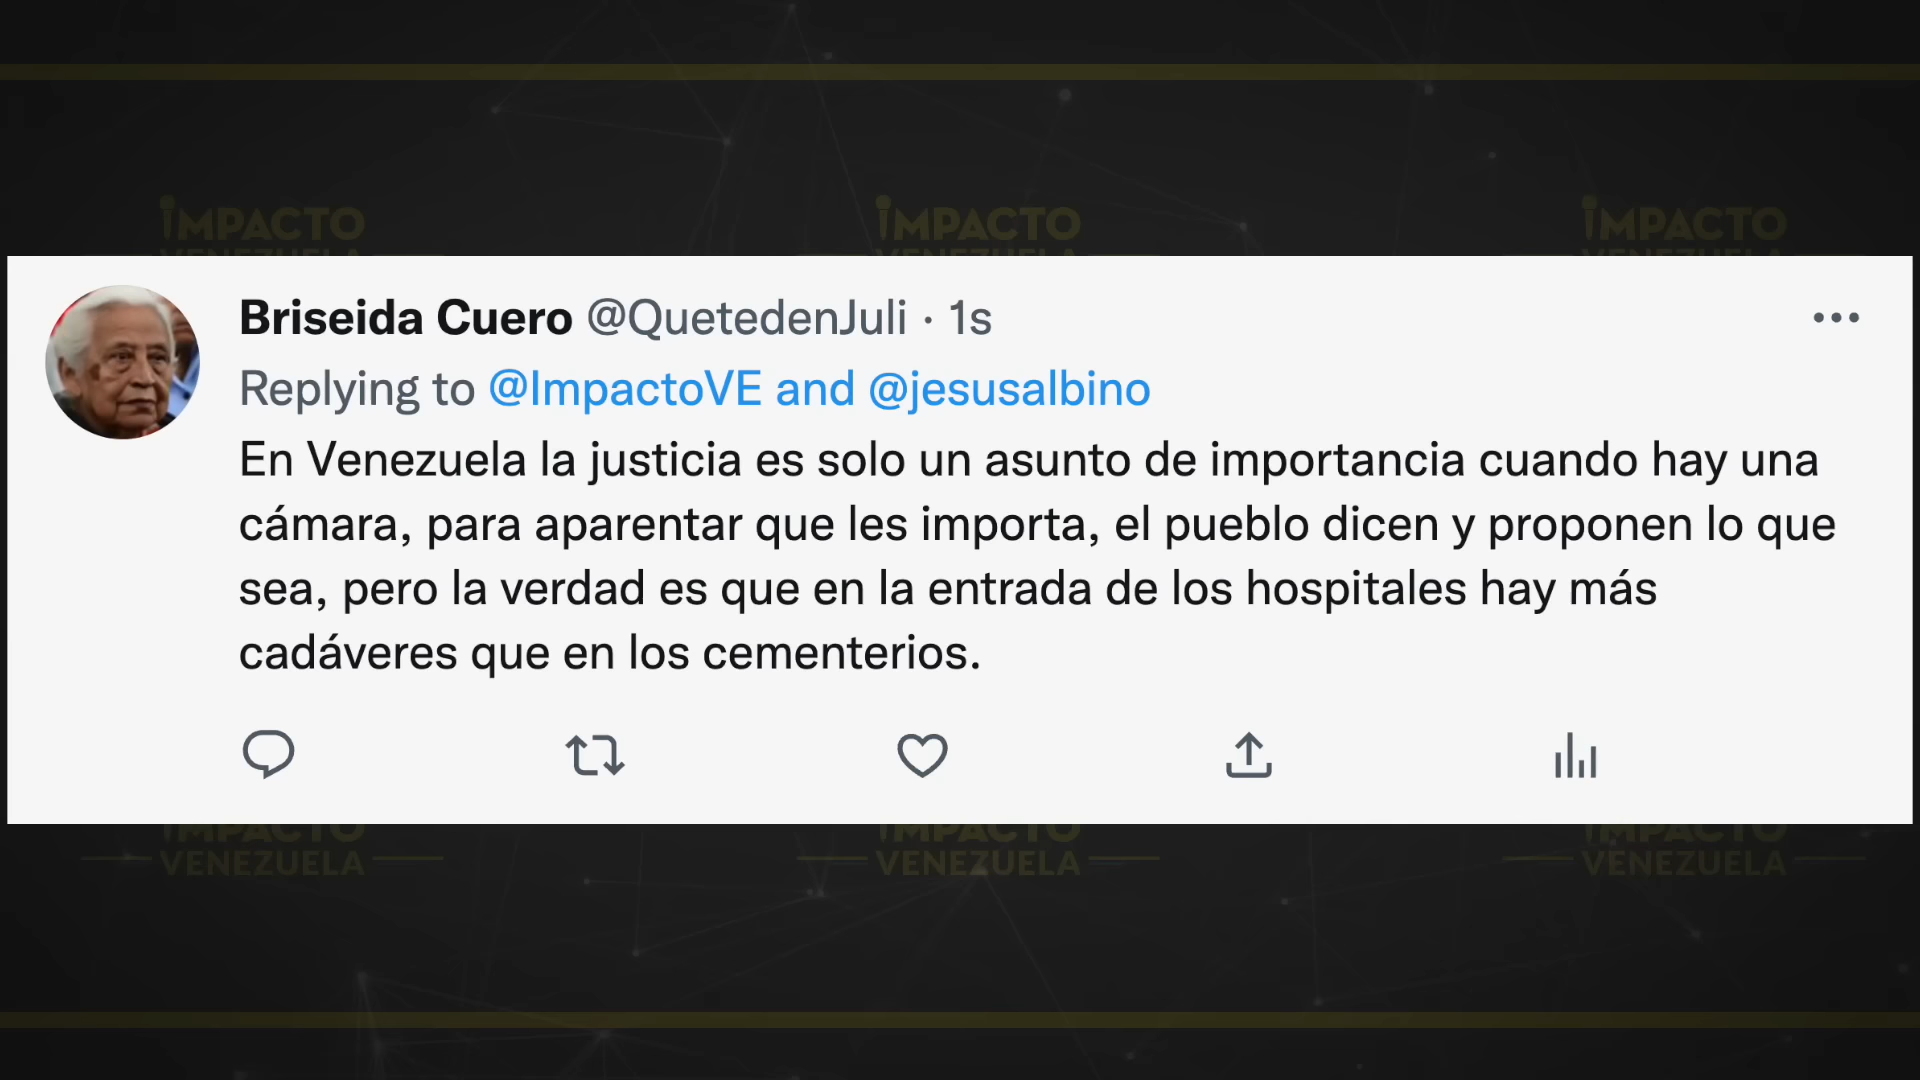 IMPACTO IMPACTO IMPACTO
Briseida Cuero @QuetedenJuli · 1s
Replying to @ImpactoVE and @jesusalbino
En Venezuela la justicia es solo un asunto de importancia cuando hay una
cámara, para aparentar que les importa, el pueblo dicen y proponen lo que
sea, pero la verdad es que en la entrada de los hospitales hay más
cadáveres que en los cementerios.
IMPACTO IMPACTO IMPACTO
VENEZUELA VENEZUELA VENEZUELA